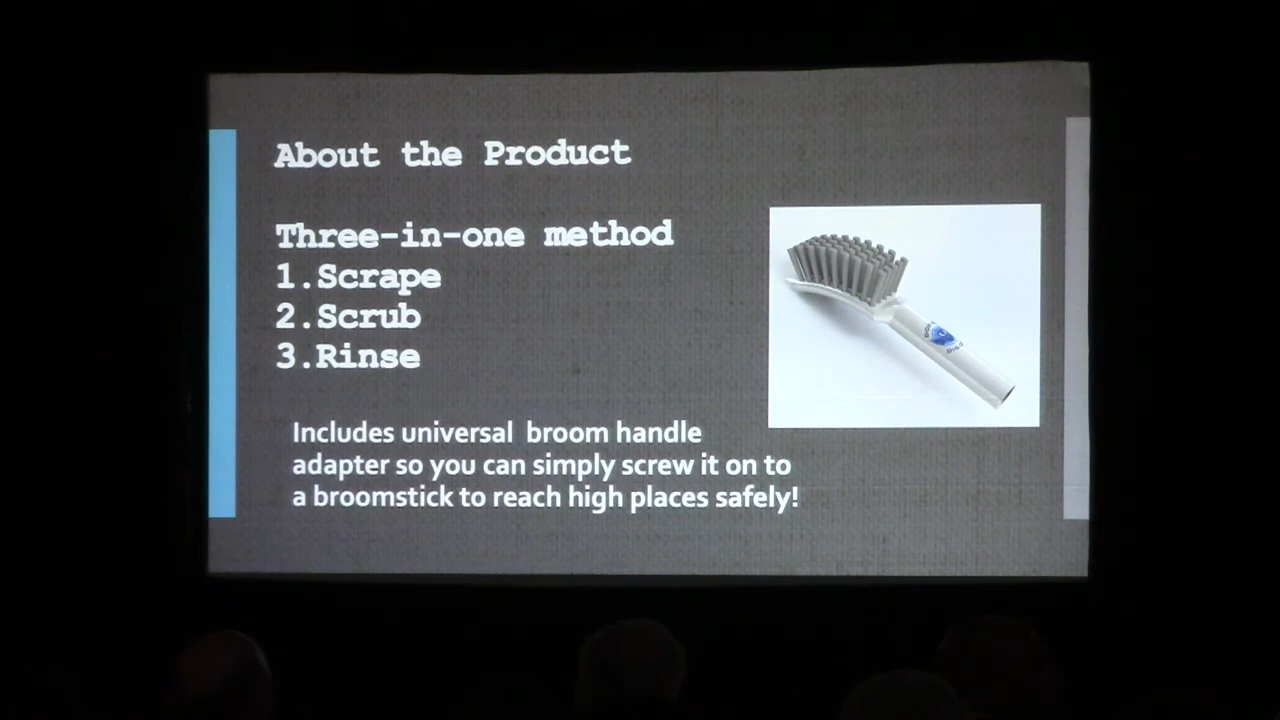 About the Product
Three-in-one method
1.Scrape
2.Scrub
3.Rinse
Includes universal broom handle
adapter so you can simply screw it on to
a broomstick to reach high places safely!